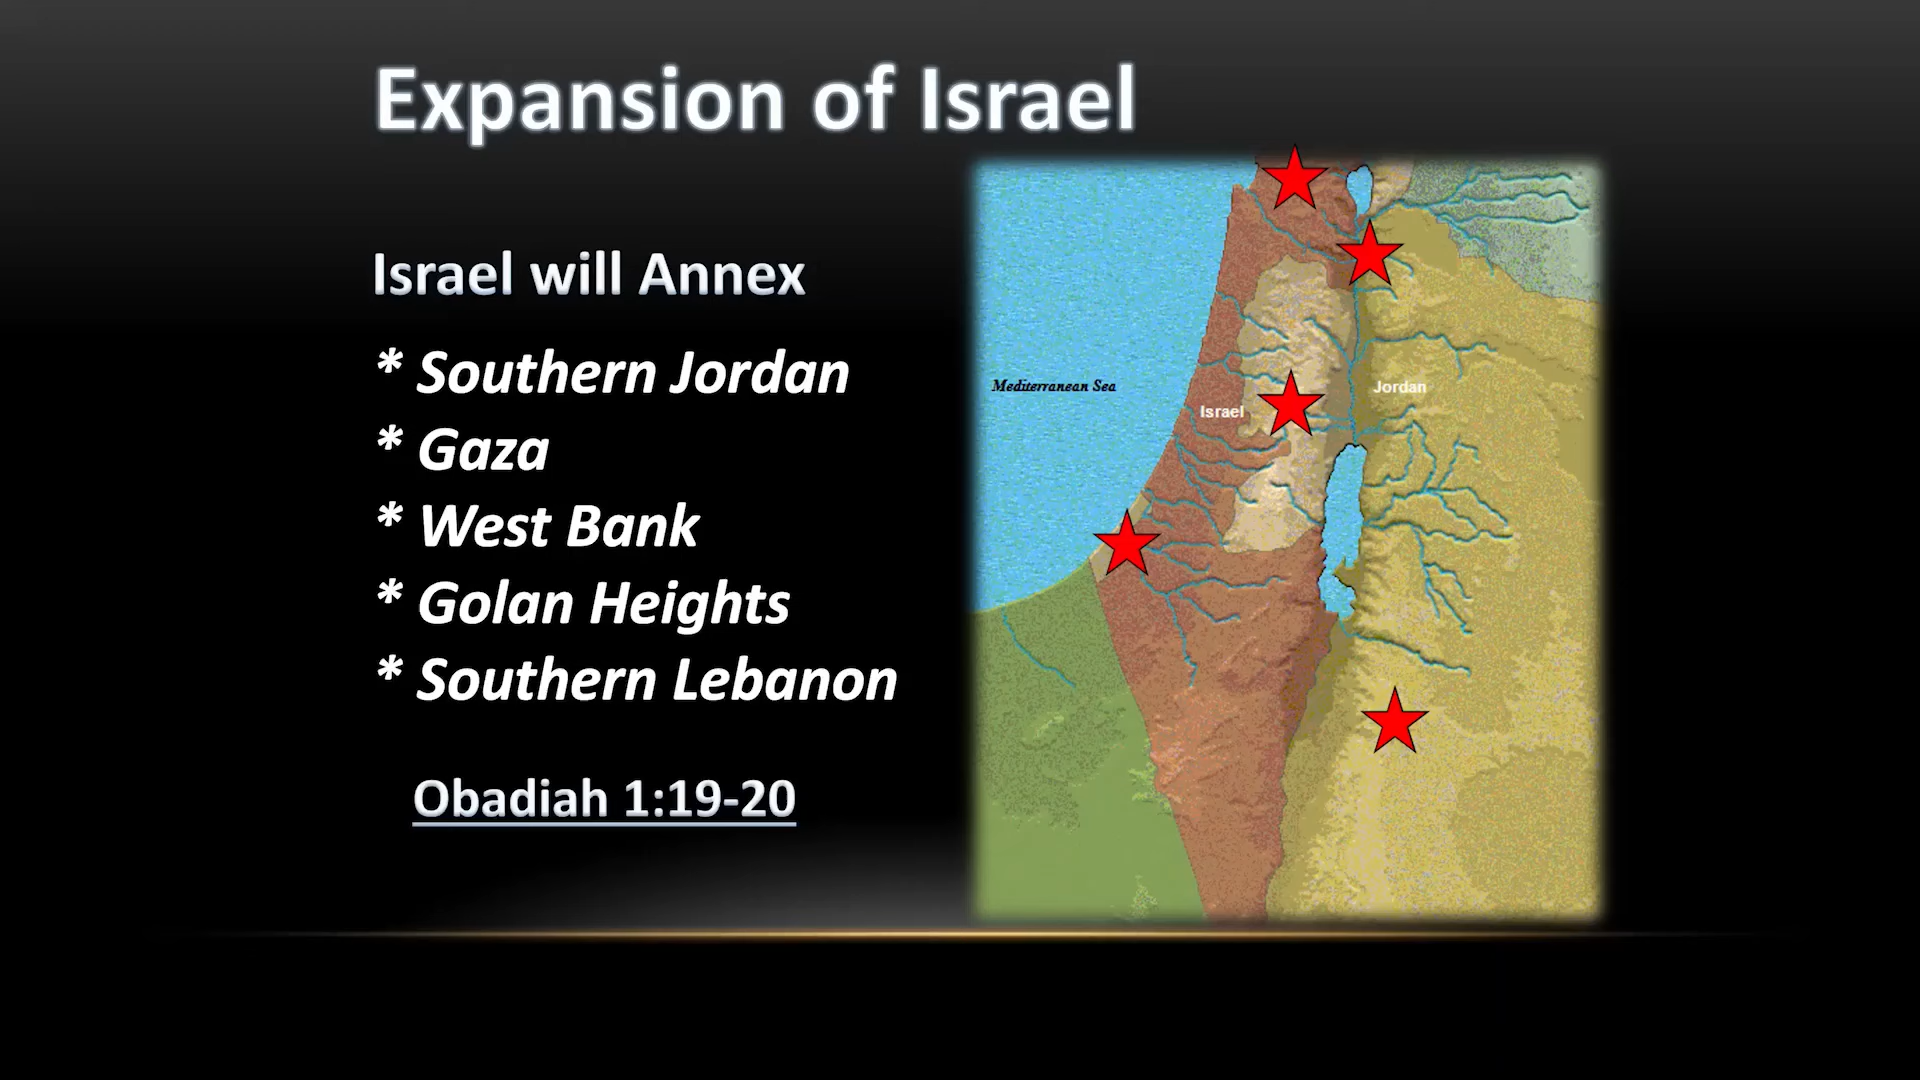 Expansion of Israel
Israel will Annex
* Southern Jordan
* Gaza
* West Bank
* Golan Heights
* Southern Lebanon
Obadiah 1:19-20
Mediterranean Sea
Israel
Jordan